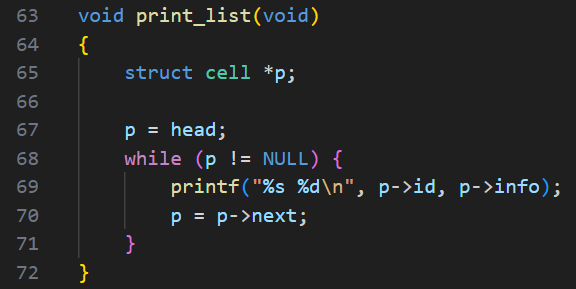 63 void print_list(void)
64 {
65     struct cell *p;
66
67     p = head;
68     while (p != NULL) {
69         printf("%s %d\n", p->id, p->info);
70         p = p->next;
71     }
72 }